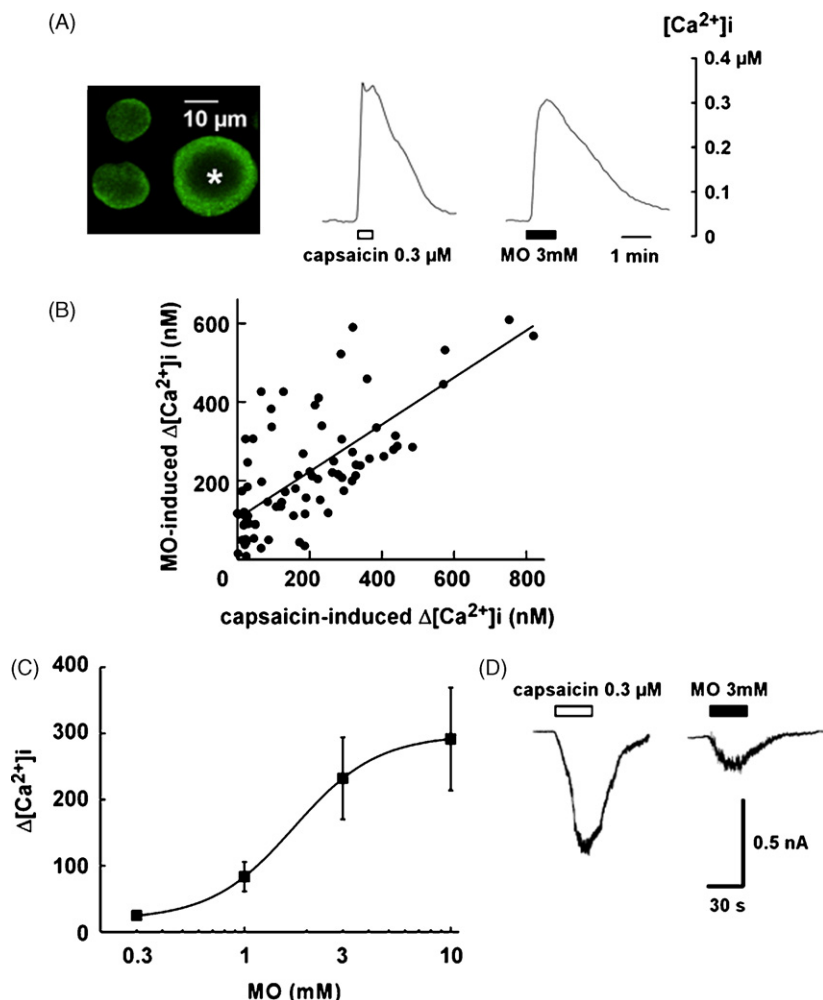 (A)
[Ca2+]i
0.4 µM
0.3
0.2
0.1
0
10 µm
*
capsaicin 0.3 µM
MO 3mM
1 min
(B)
MO-induced Δ[Ca2+]i (nM)
600
400
200
0
0 200 400 600 800
capsaicin-induced Δ[Ca2+]i (nM)
(C)
Δ[Ca2+]i
400
300
200
100
0
0.3 1 3 10
MO (mM)
(D)
capsaicin 0.3 µM
MO 3mM
0.5 nA
30 s